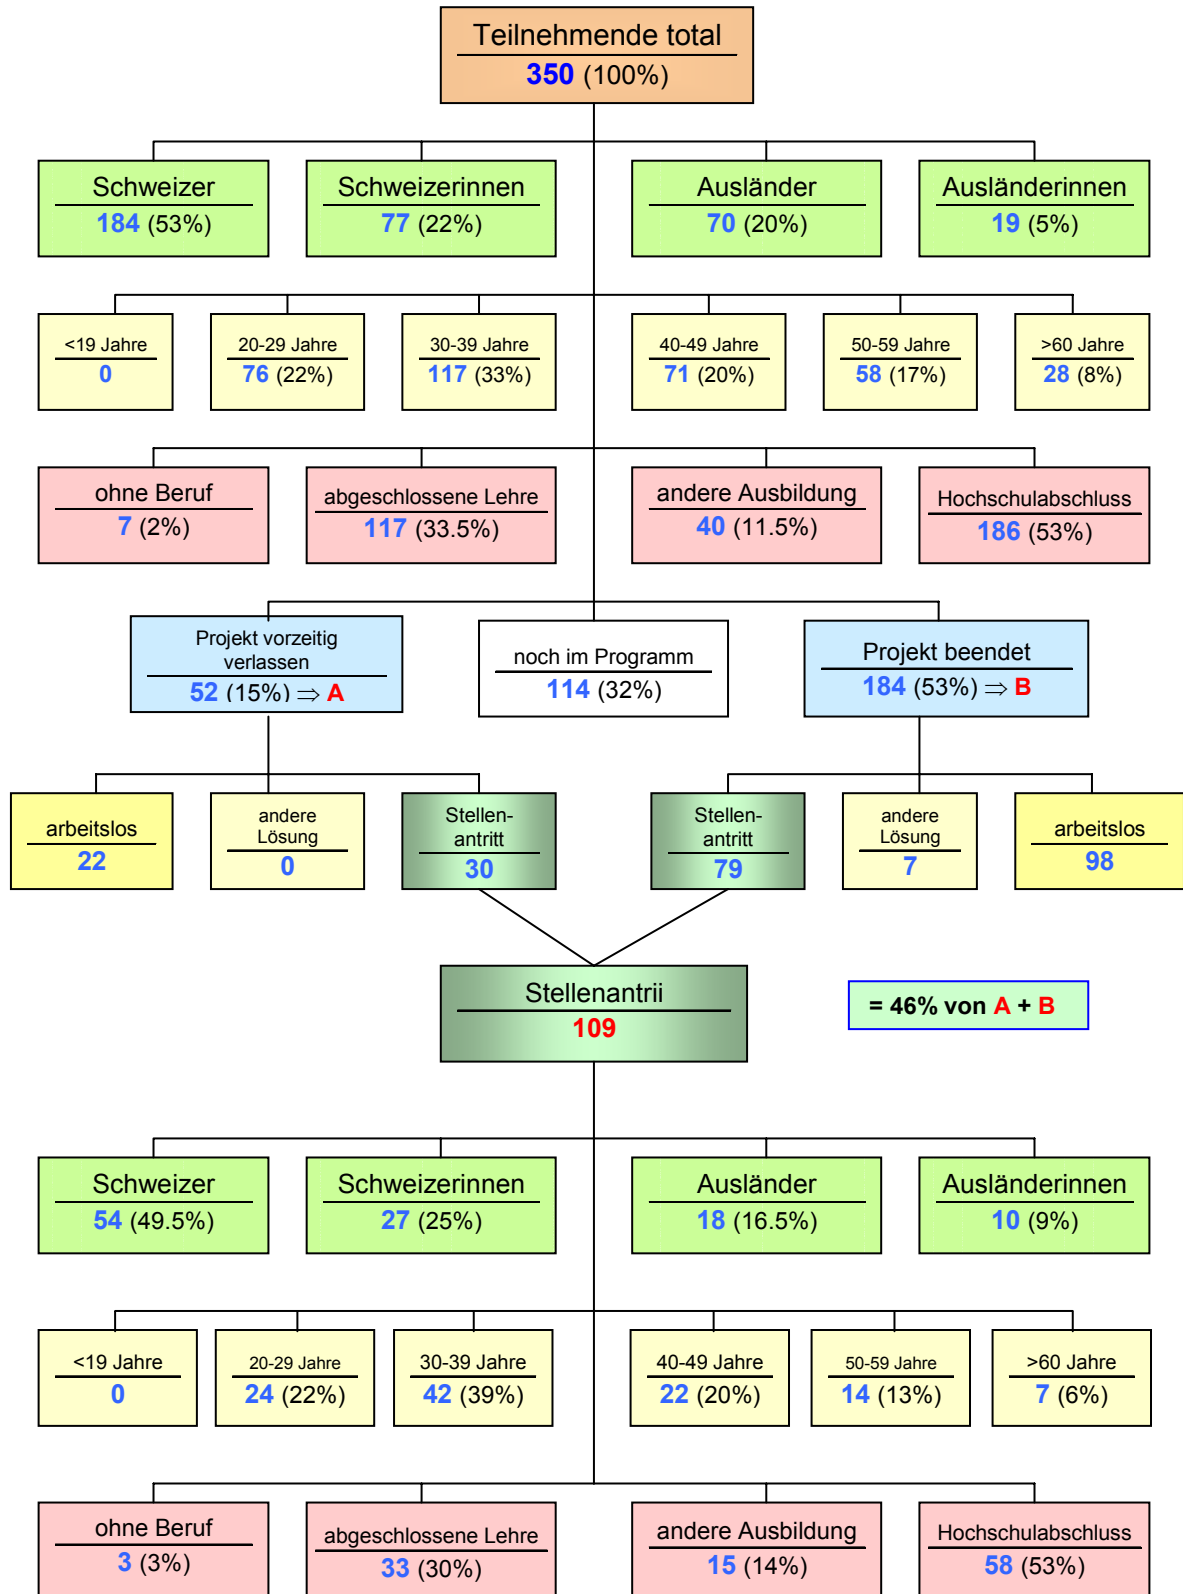 Teilnehmende total
350 (100%)
Schweizer
184 (53%)
Schweizerinnen
77 (22%)
Ausländer
70 (20%)
Ausländerinnen
19 (5%)
<19 Jahre
0
20-29 Jahre
76 (22%)
30-39 Jahre
117 (33%)
40-49 Jahre
71 (20%)
50-59 Jahre
58 (17%)
>60 Jahre
28 (8%)
ohne Beruf
7 (2%)
abgeschlossene Lehre
117 (33.5%)
andere Ausbildung
40 (11.5%)
Hochschulabschluss
186 (53%)
Projekt vorzeitig
verlassen
52 (15%) ⇒ A
noch im Programm
114 (32%)
Projekt beendet
184 (53%) ⇒ B
arbeitslos
22
andere
Lösung
0
Stellen-
antritt
30
Stellen-
antritt
79
andere
Lösung
7
arbeitslos
98
Stellenantrii
109
= 46% von A + B
Schweizer
54 (49.5%)
Schweizerinnen
27 (25%)
Ausländer
18 (16.5%)
Ausländerinnen
10 (9%)
<19 Jahre
0
20-29 Jahre
24 (22%)
30-39 Jahre
42 (39%)
40-49 Jahre
22 (20%)
50-59 Jahre
14 (13%)
>60 Jahre
7 (6%)
ohne Beruf
3 (3%)
abgeschlossene Lehre
33 (30%)
andere Ausbildung
15 (14%)
Hochschulabschluss
58 (53%)